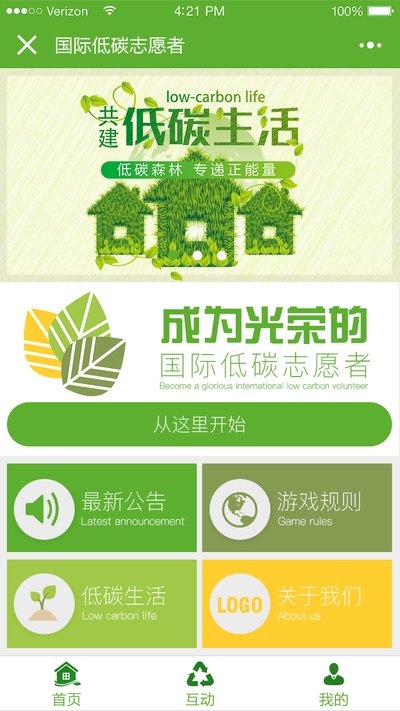 Verizon
4:21 PM
100%
国际低碳志愿者
low-carbon life
共建 低碳生活
低碳森林 专递正能量
成为光荣的
国际低碳志愿者
Become a glorious international low carbon volunteer
从这里开始
最新公告
Latest announcement
游戏规则
Game rules
低碳生活
Low carbon life
LOGO
关于我们
About us
首页
互动
我的